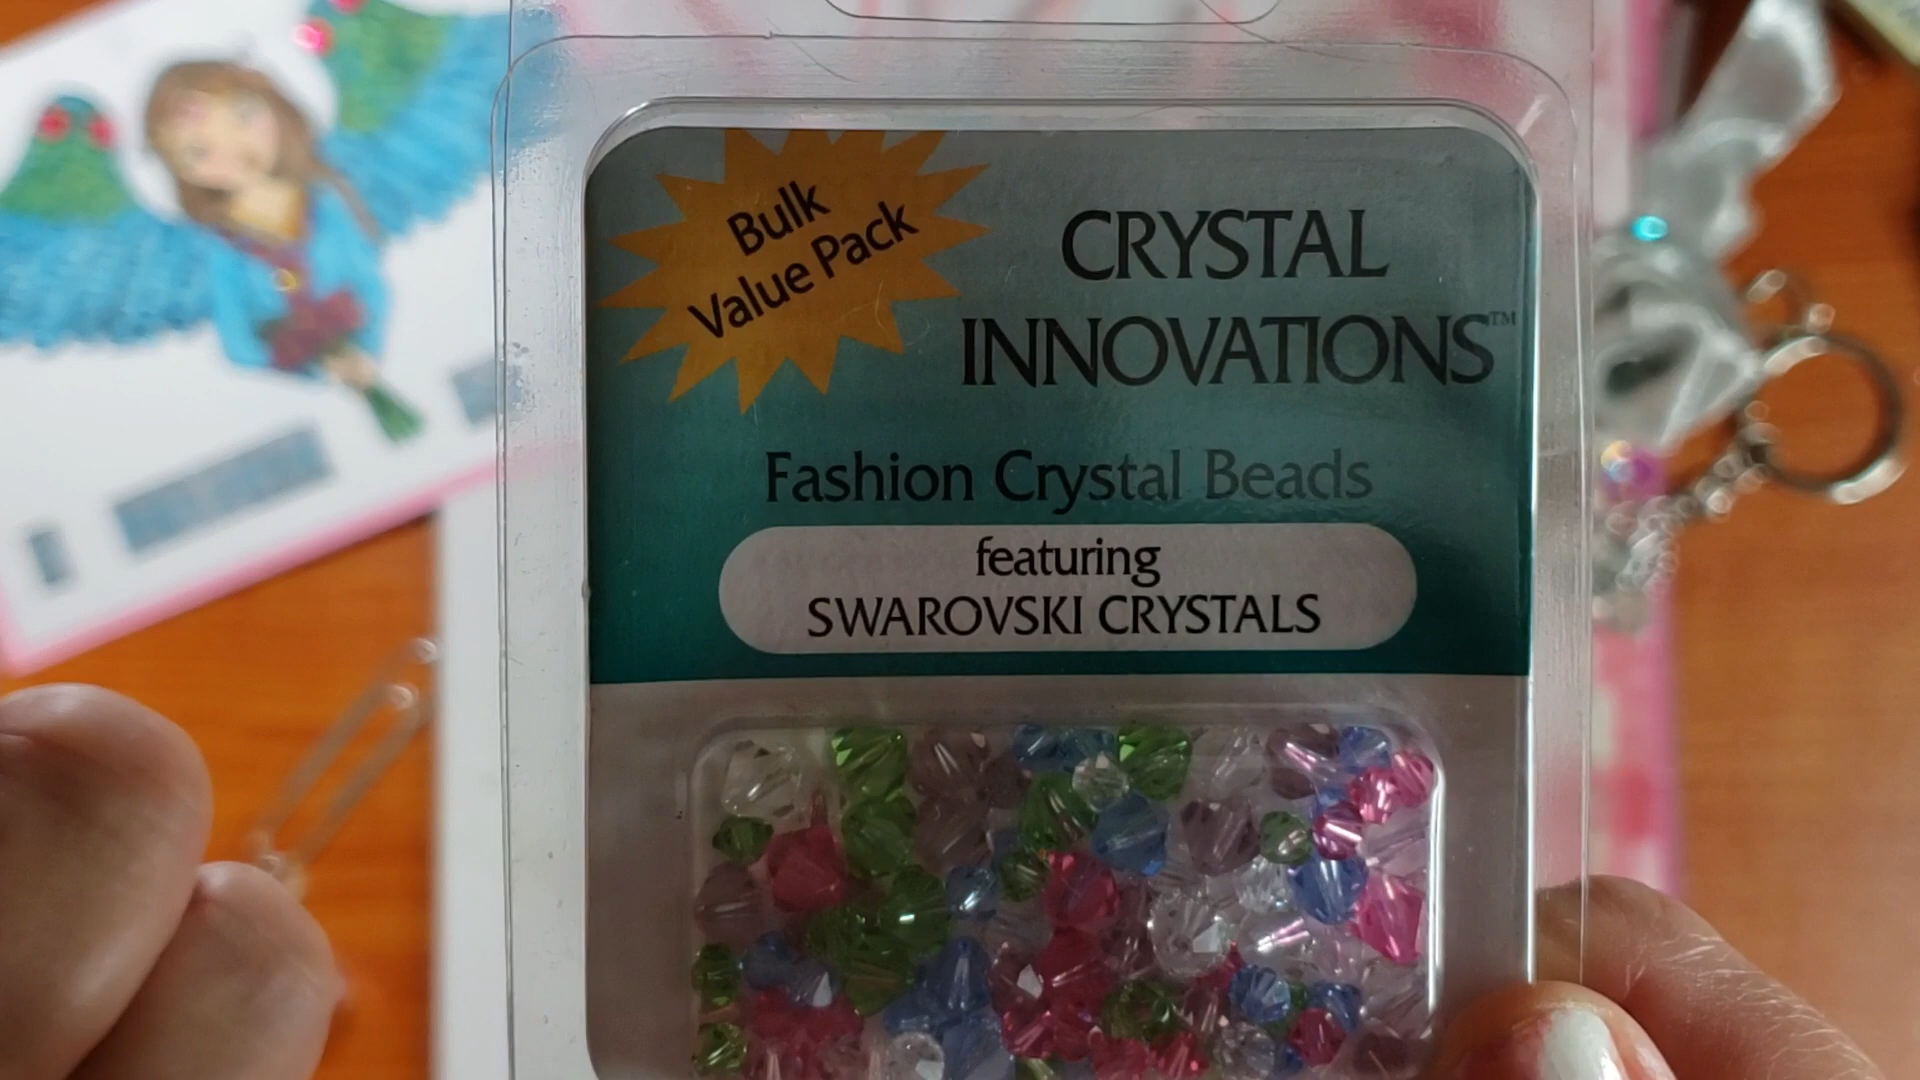 Bulk
Value Pack
CRYSTAL
INNOVATIONS™
Fashion Crystal Beads
featuring
SWAROVSKI CRYSTALS